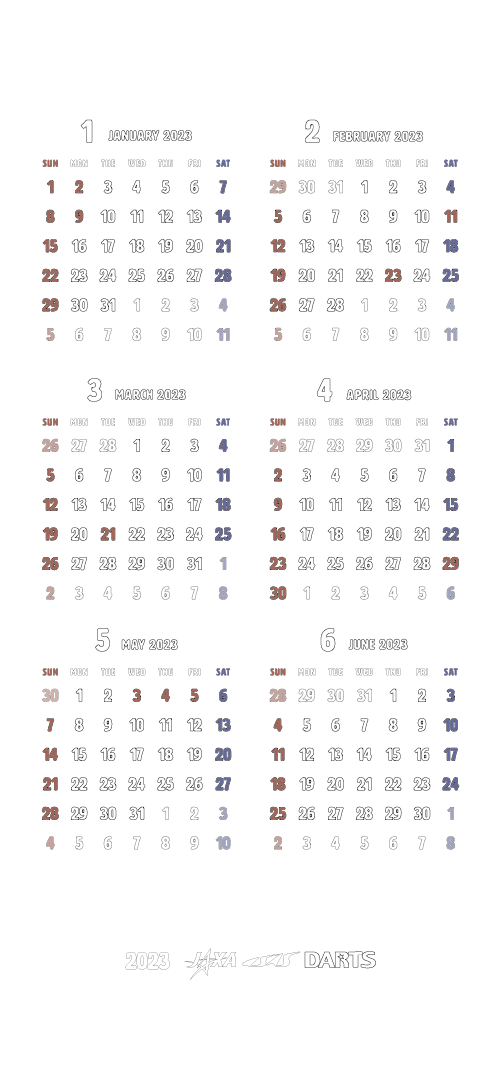 1 JANUARY 2023
SUN MON TUE WED THU FRI SAT
1 2 3 4 5 6 7
8 9 10 11 12 13 14
15 16 17 18 19 20 21
22 23 24 25 26 27 28
29 30 31 1 2 3 4
5 6 7 8 9 10 11
2 FEBRUARY 2023
SUN MON TUE WED THU FRI SAT
29 30 31 1 2 3 4
5 6 7 8 9 10 11
12 13 14 15 16 17 18
19 20 21 22 23 24 25
26 27 28 1 2 3 4
5 6 7 8 9 10 11
3 MARCH 2023
SUN MON TUE WED THU FRI SAT
26 27 28 1 2 3 4
5 6 7 8 9 10 11
12 13 14 15 16 17 18
19 20 21 22 23 24 25
26 27 28 29 30 31 1
2 3 4 5 6 7 8
4 APRIL 2023
SUN MON TUE WED THU FRI SAT
26 27 28 29 30 31 1
2 3 4 5 6 7 8
9 10 11 12 13 14 15
16 17 18 19 20 21 22
23 24 25 26 27 28 29
30 1 2 3 4 5 6
5 MAY 2023
SUN MON TUE WED THU FRI SAT
30 1 2 3 4 5 6
7 8 9 10 11 12 13
14 15 16 17 18 19 20
21 22 23 24 25 26 27
28 29 30 31 1 2 3
4 5 6 7 8 9 10
6 JUNE 2023
SUN MON TUE WED THU FRI SAT
28 29 30 31 1 2 3
4 5 6 7 8 9 10
11 12 13 14 15 16 17
18 19 20 21 22 23 24
25 26 27 28 29 30 1
2 3 4 5 6 7 8
2023 JAXA ISAS DARTS